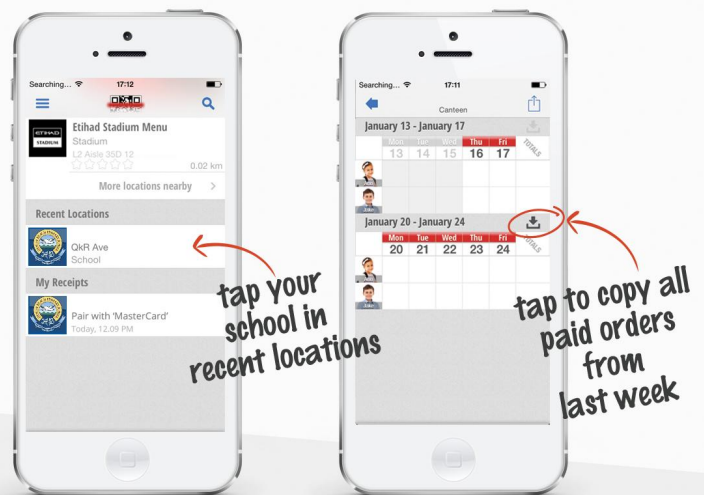 Searching...
17:12
ETIHAD
STADIUM
Etihad Stadium Menu
Stadium
L2 Aisle 35D 12
0.02 km
More locations nearby >
Recent Locations
QkR Ave
School
My Receipts
Pair with ‘MasterCard’
Today, 12.09 PM
tap your
school in
recent locations
Searching...
17:11
Canteen
January 13 - January 17
Mon Tue Wed Thu Fri TOTALS
13 14 15 16 17
January 20 - January 24
Mon Tue Wed Thu Fri TOTALS
20 21 22 23 24
tap to copy all
paid orders
from
last week